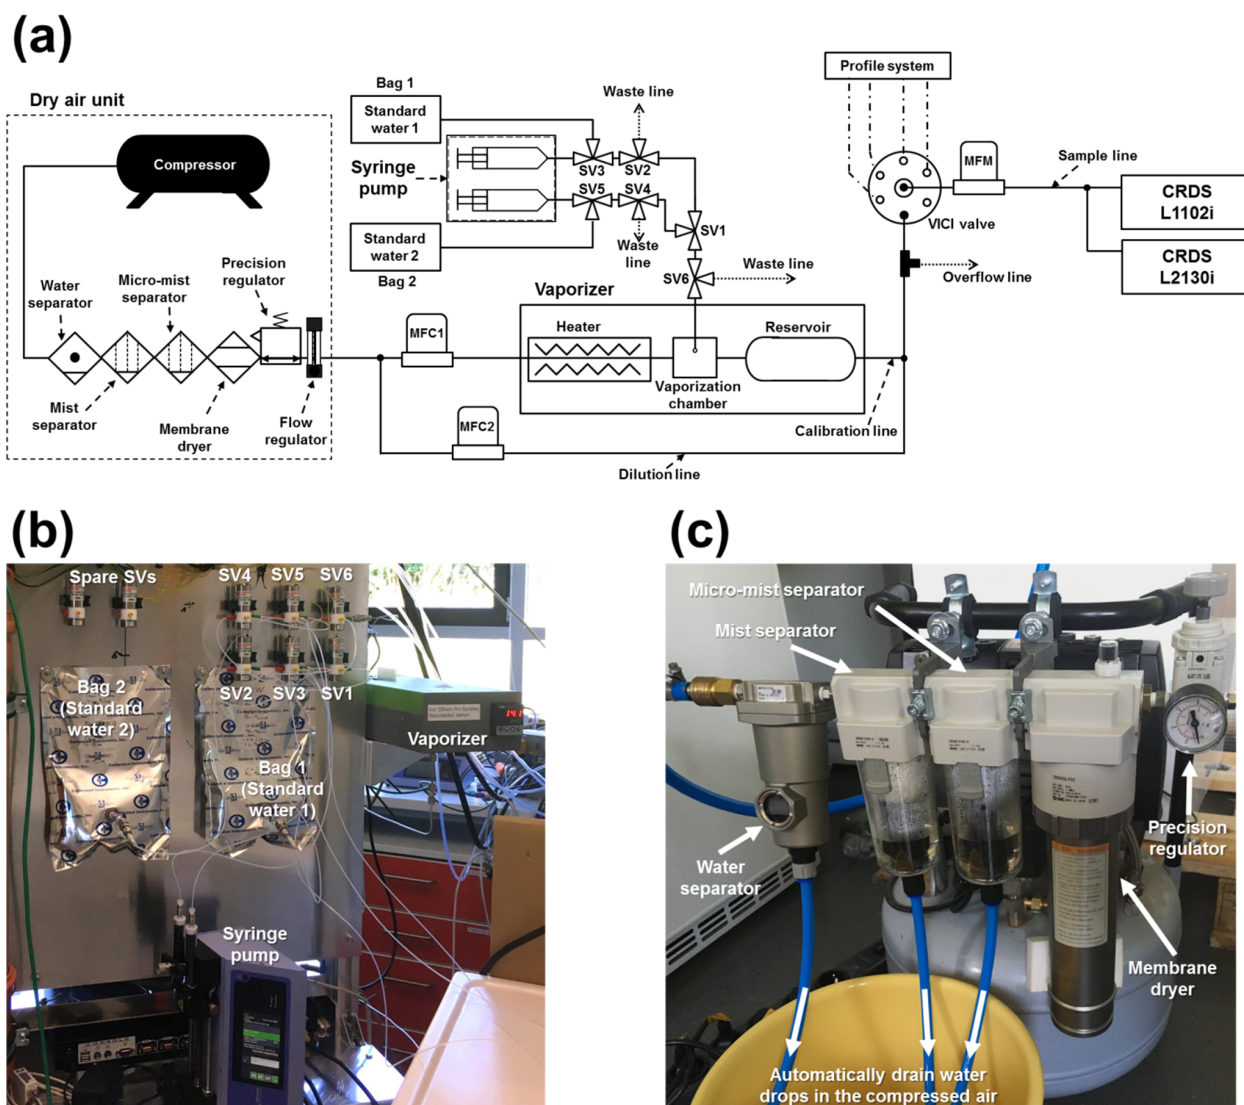 (a)
Dry air unit
Compressor
Water
separator
Micro-mist
separator
Precision
regulator
Mist
separator
Membrane
dryer
Flow
regulator
Bag 1
Standard
water 1
Syringe
pump
Standard
water 2
Bag 2
Waste line
SV3
SV2
SV5
SV4
Waste
line
SV1
SV6
Waste line
Vaporizer
Heater
Reservoir
Vaporization
chamber
MFC1
MFC2
Calibration line
Dilution line
Profile system
MFM
Sample line
VICI valve
Overflow line
CRDS
L1102i
CRDS
L2130i
(b)
Spare SVs
SV4
SV5
SV6
SV2
SV3
SV1
Bag 2
(Standard
water 2)
Bag 1
(Standard
water 1)
Vaporizer
141
Syringe
pump
(c)
Micro-mist separator
Mist separator
Water
separator
Precision
regulator
Membrane
dryer
Automatically drain water
drops in the compressed air